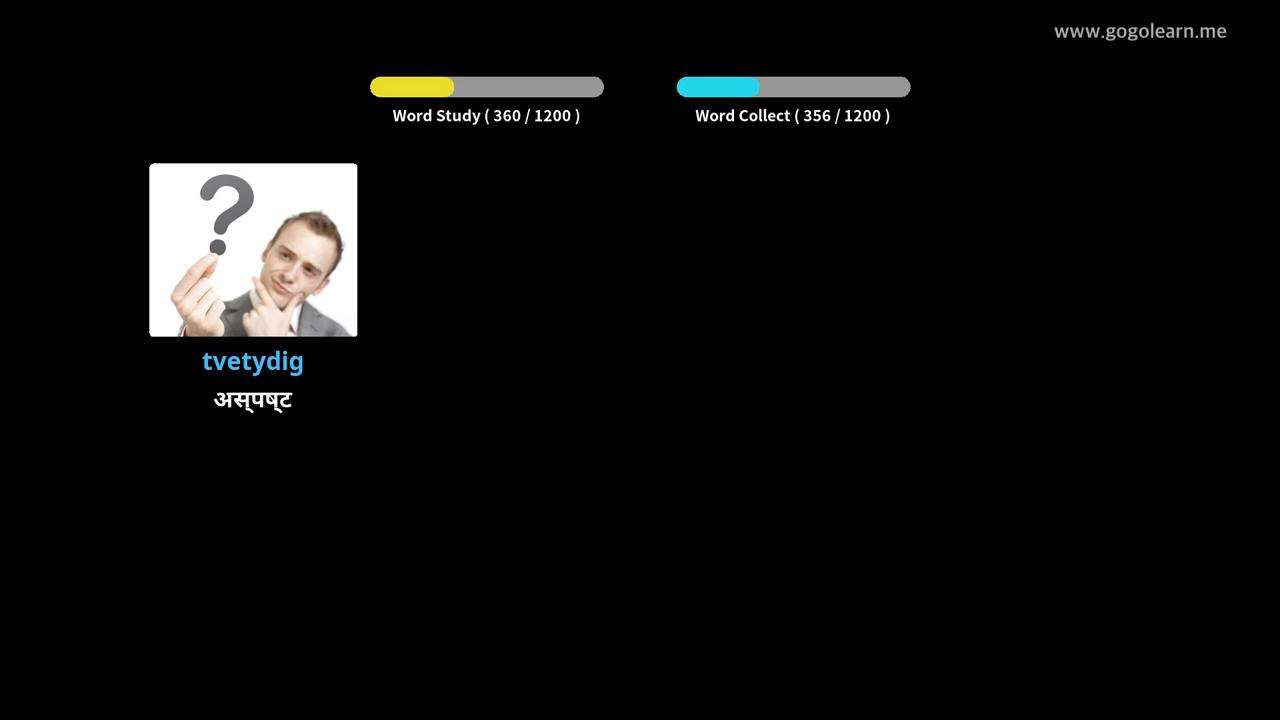 www.gogolearn.me
Word Study ( 360 / 1200 )
Word Collect ( 356 / 1200 )
?
tvetydig
अस्पष्ट